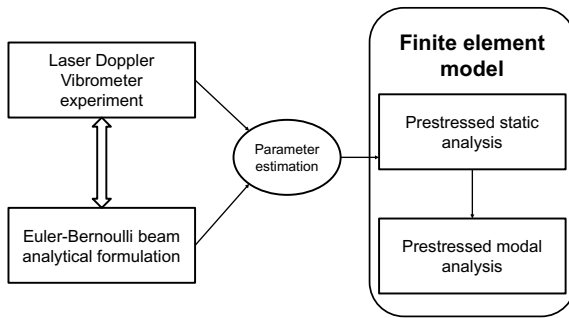 Laser Doppler
Vibrometer
experiment
Euler-Bernoulli beam
analytical formulation
Parameter
estimation
Finite element
model
Prestressed static
analysis
Prestressed modal
analysis